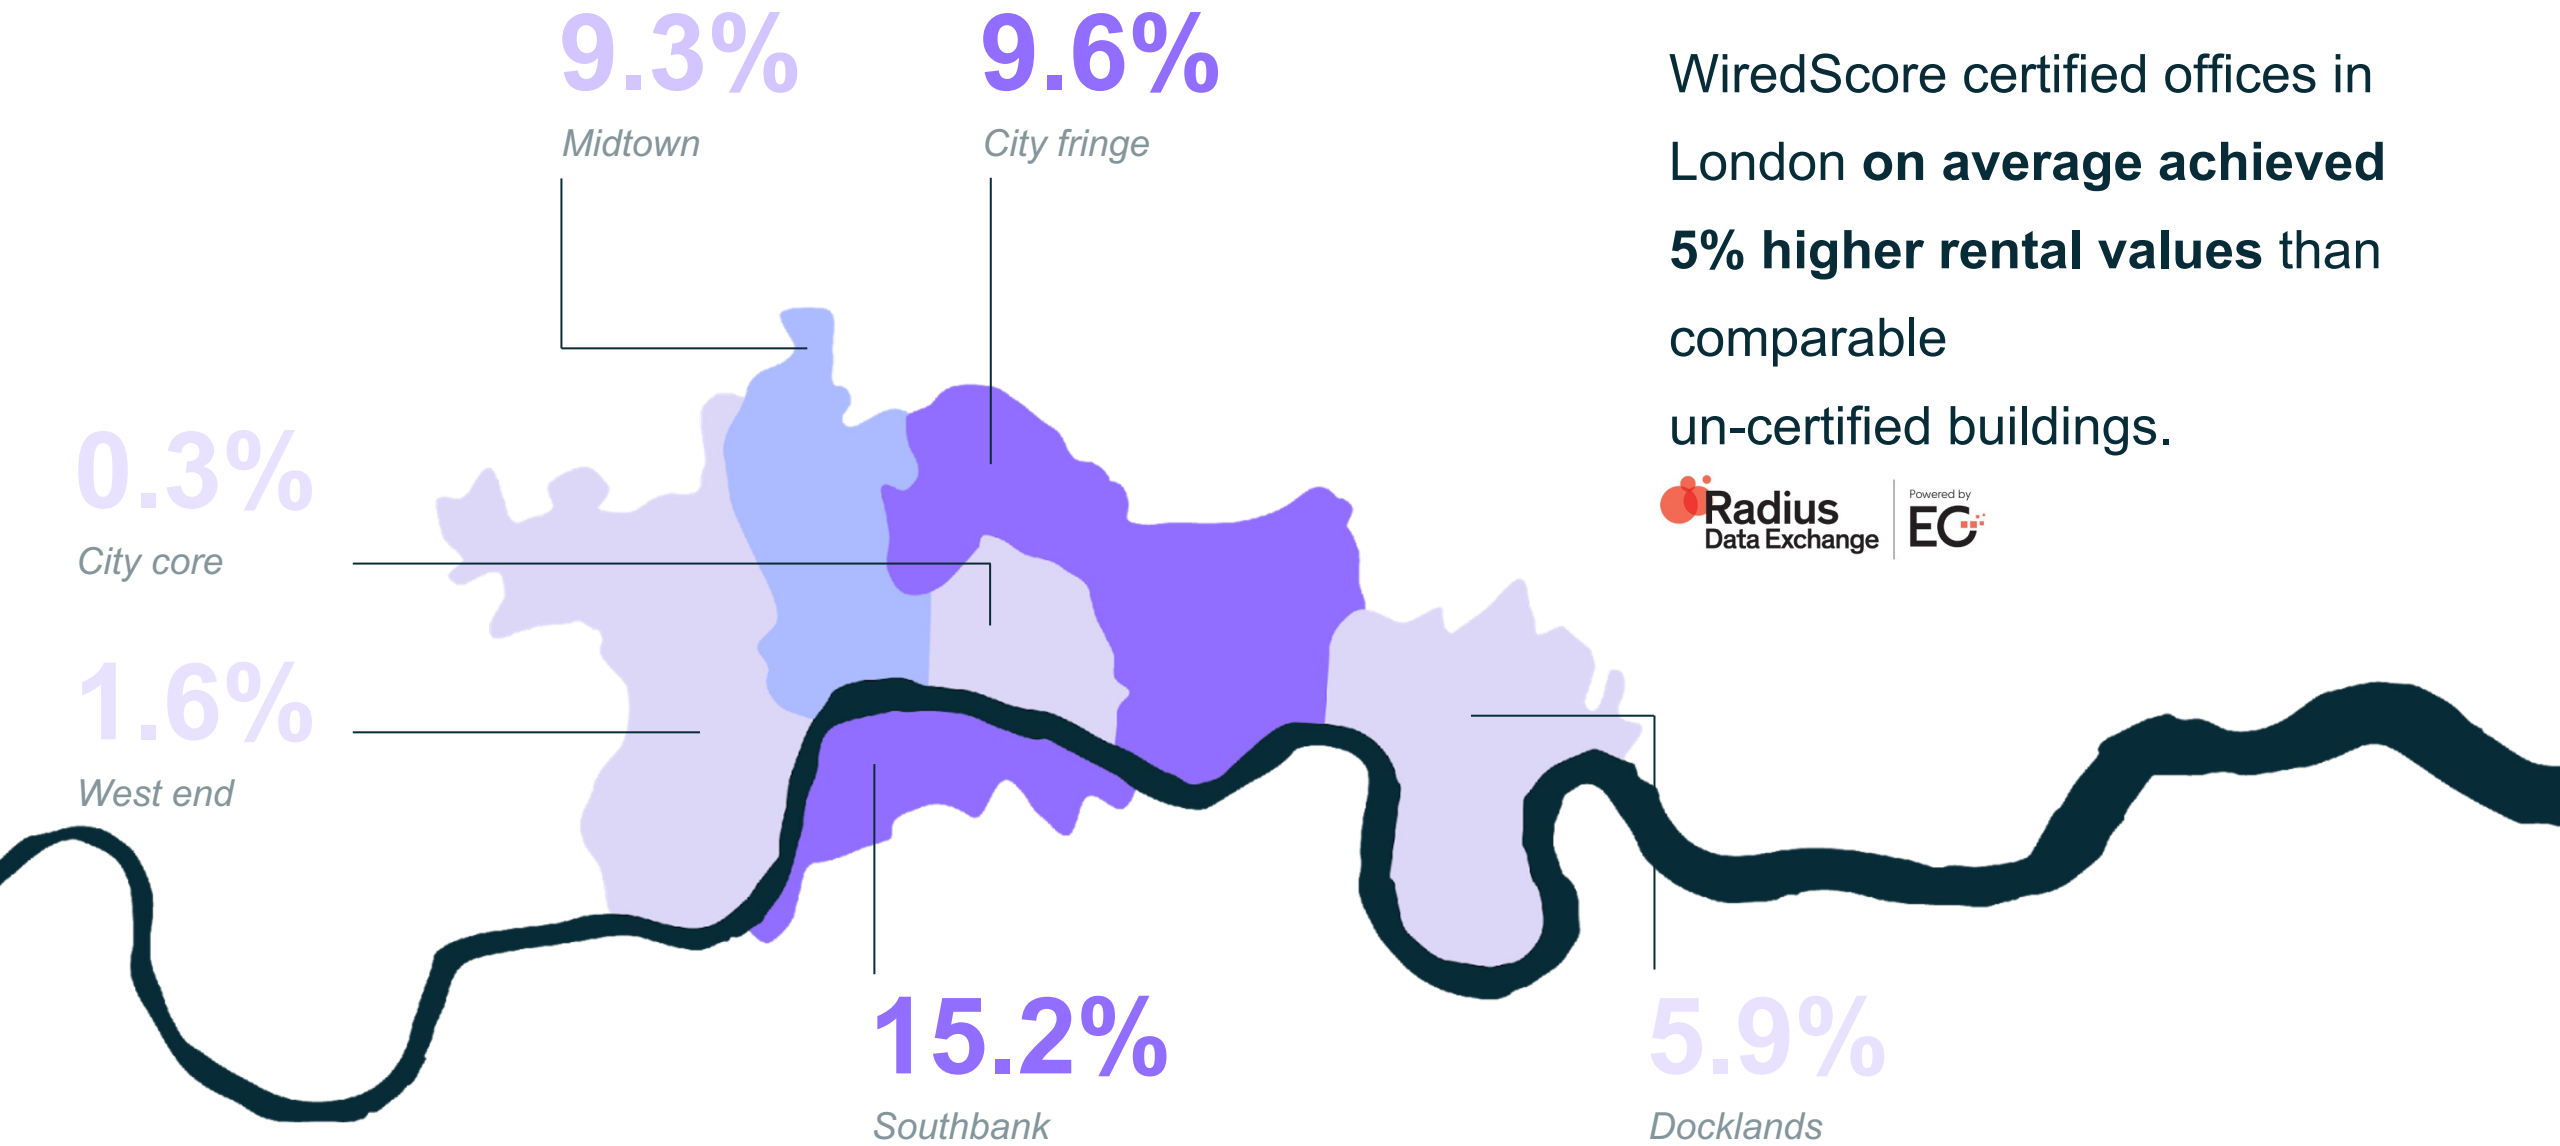 9.3%
Midtown
9.6%
City fringe
WiredScore certified offices in
London on average achieved
5% higher rental values than
comparable
un-certified buildings.
Radius
Data Exchange
Powered by
EG
0.3%
City core
1.6%
West end
15.2%
Southbank
5.9%
Docklands